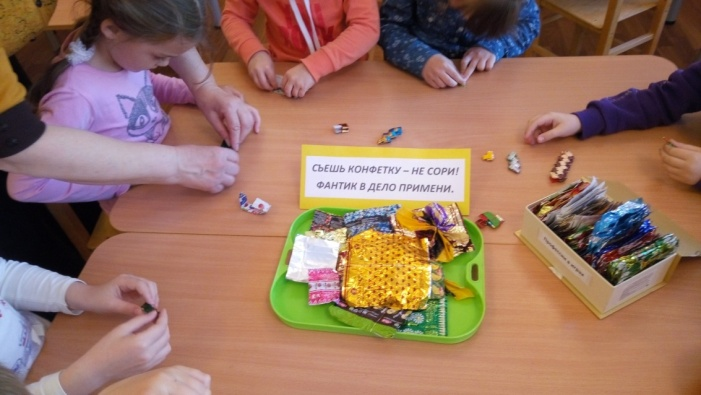 СЪЕШЬ КОНФЕТКУ – НЕ СОРИ!
ФАНТИК В ДЕЛО ПРИМЕНИ.